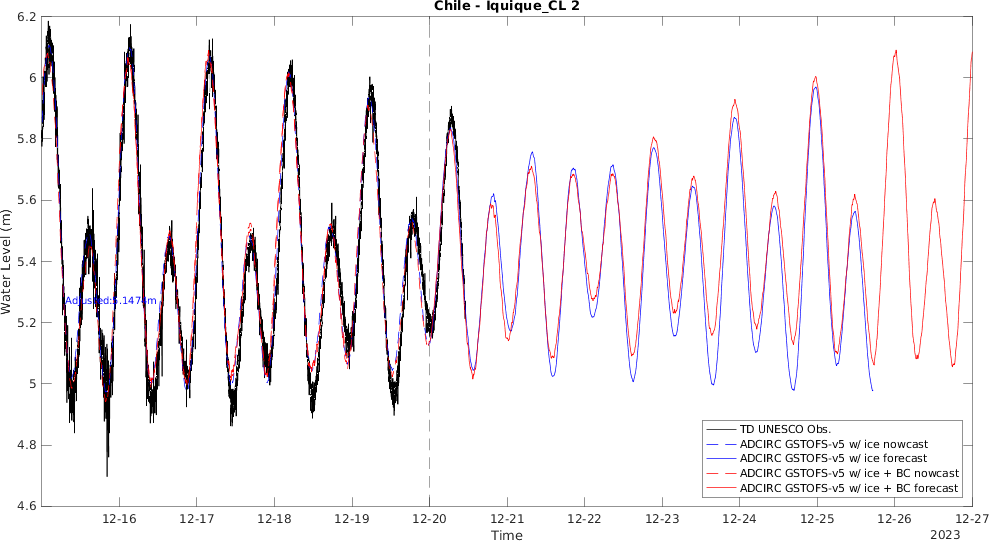 Chile - Iquique_CL 2
6.2
6
5.8
5.6
5.4
5.2
5
4.8
4.6
Water Level (m)
Adjusted:5.1474m
TD UNESCO Obs.
ADCIRC GSTOFS-v5 w/ ice nowcast
ADCIRC GSTOFS-v5 w/ ice forecast
ADCIRC GSTOFS-v5 w/ ice + BC nowcast
ADCIRC GSTOFS-v5 w/ ice + BC forecast
12-16 12-17 12-18 12-19 12-20 12-21 12-22 12-23 12-24 12-25 12-26 12-27
Time
2023